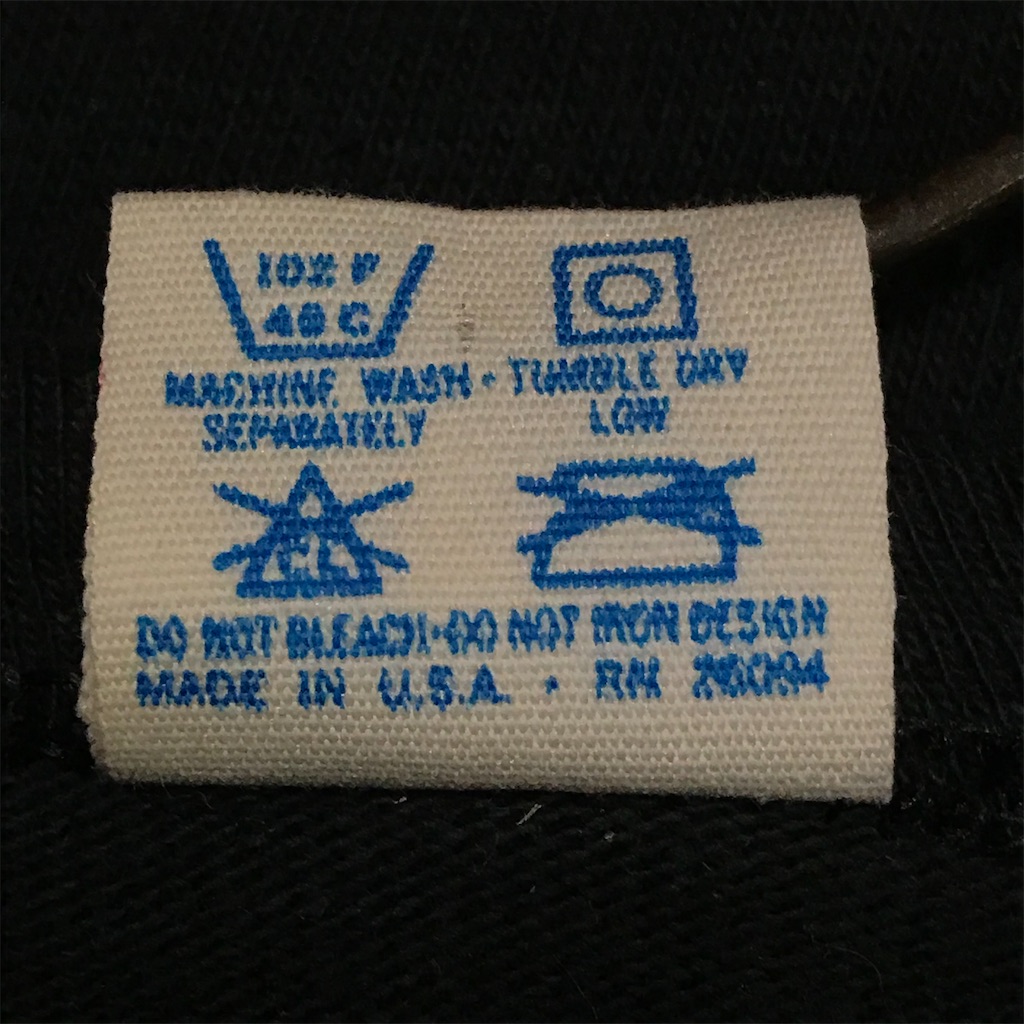 102 F
40 C
MACHINE WASH · TUMBLE DRY
SEPARATELY LOW
CL
DO NOT BLEACH·DO NOT IRON DESIGN
MADE IN U.S.A. · RN 26094